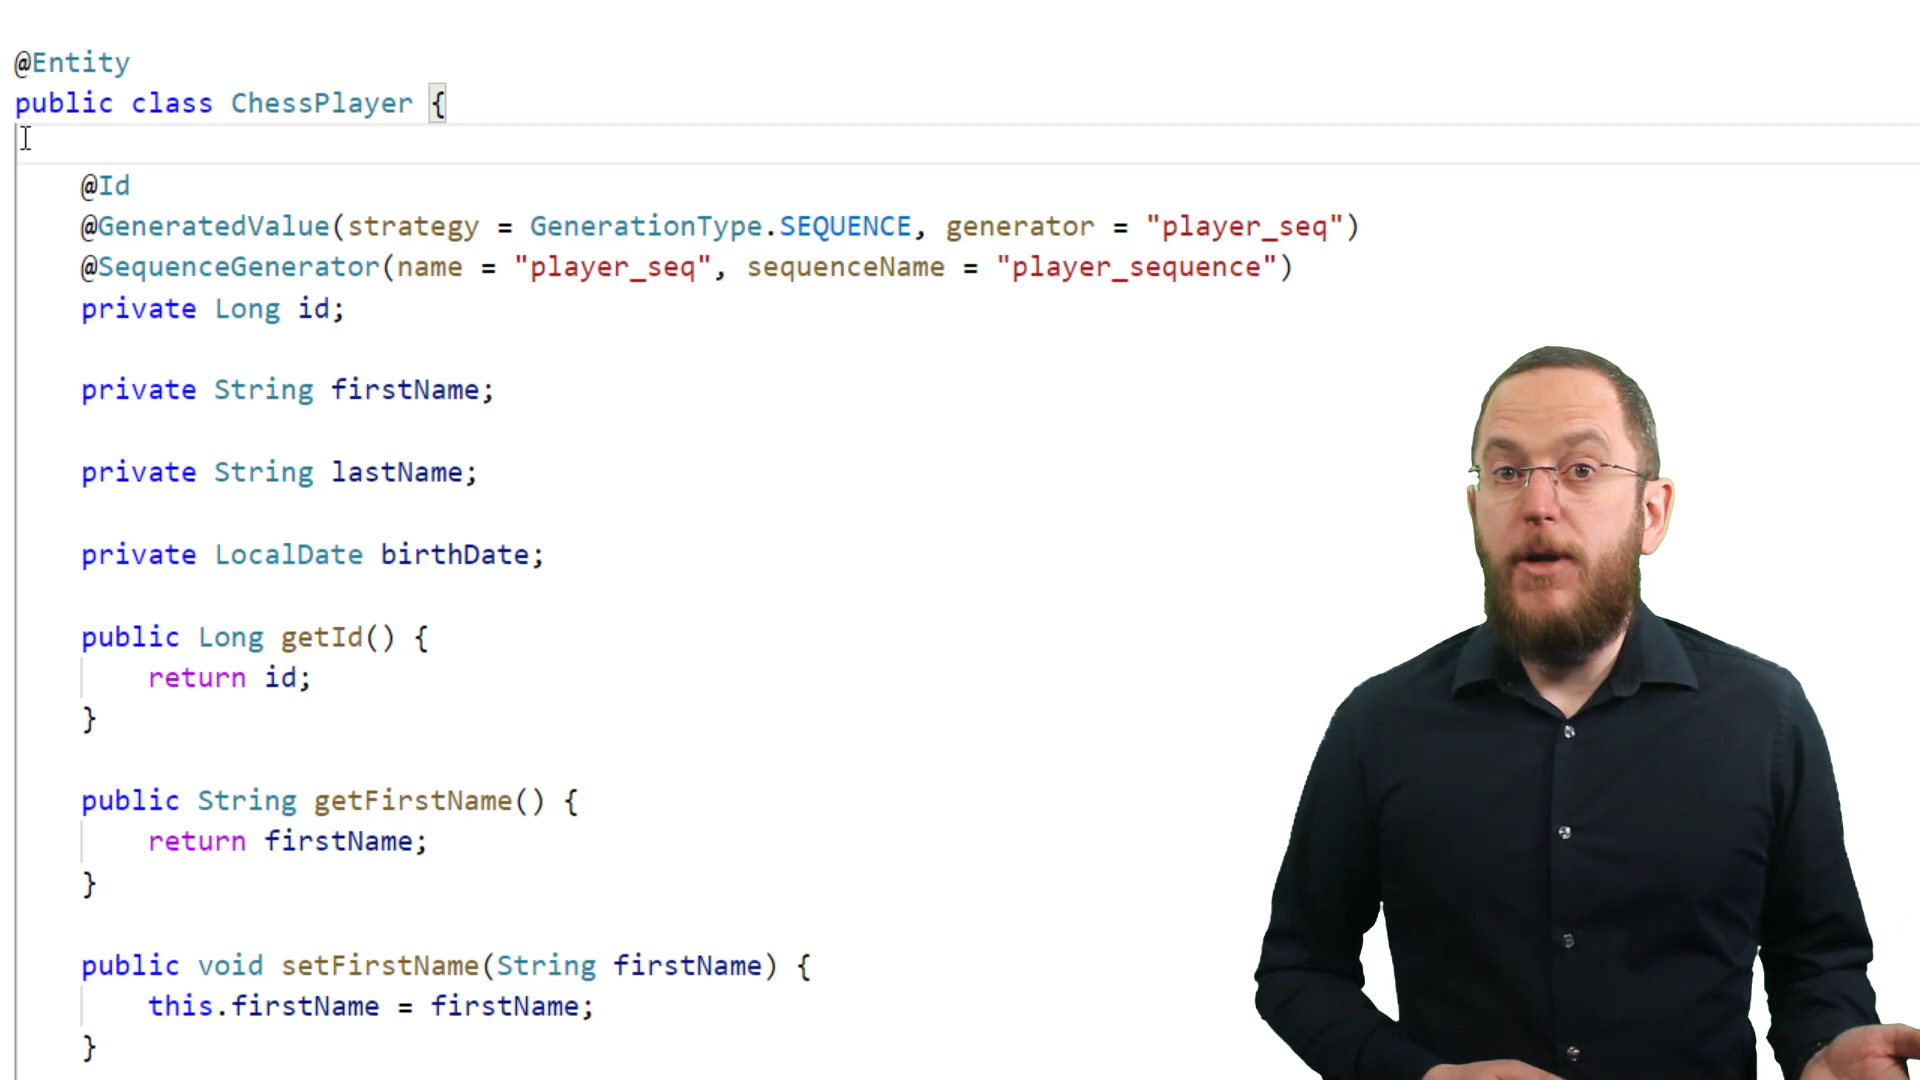 @Entity
public class ChessPlayer {
@Id
@GeneratedValue(strategy = GenerationType.SEQUENCE, generator = "player_seq")
@SequenceGenerator(name = "player_seq", sequenceName = "player_sequence")
private Long id;
private String firstName;
private String lastName;
private LocalDate birthDate;
public Long getId() {
return id;
}
public String getFirstName() {
return firstName;
}
public void setFirstName(String firstName) {
this.firstName = firstName;
}